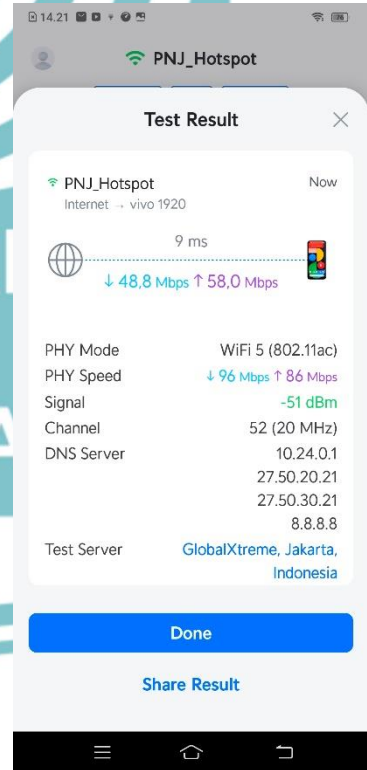 14.21
PNJ_Hotspot
Test Result
PNJ_Hotspot Now
Internet → vivo 1920
9 ms
↓ 48,8 Mbps ↑ 58,0 Mbps
PHY Mode WiFi 5 (802.11ac)
PHY Speed ↓ 96 Mbps ↑ 86 Mbps
Signal -51 dBm
Channel 52 (20 MHz)
DNS Server 10.24.0.1
27.50.20.21
27.50.30.21
8.8.8.8
Test Server GlobalXtreme, Jakarta,
Indonesia
Done
Share Result